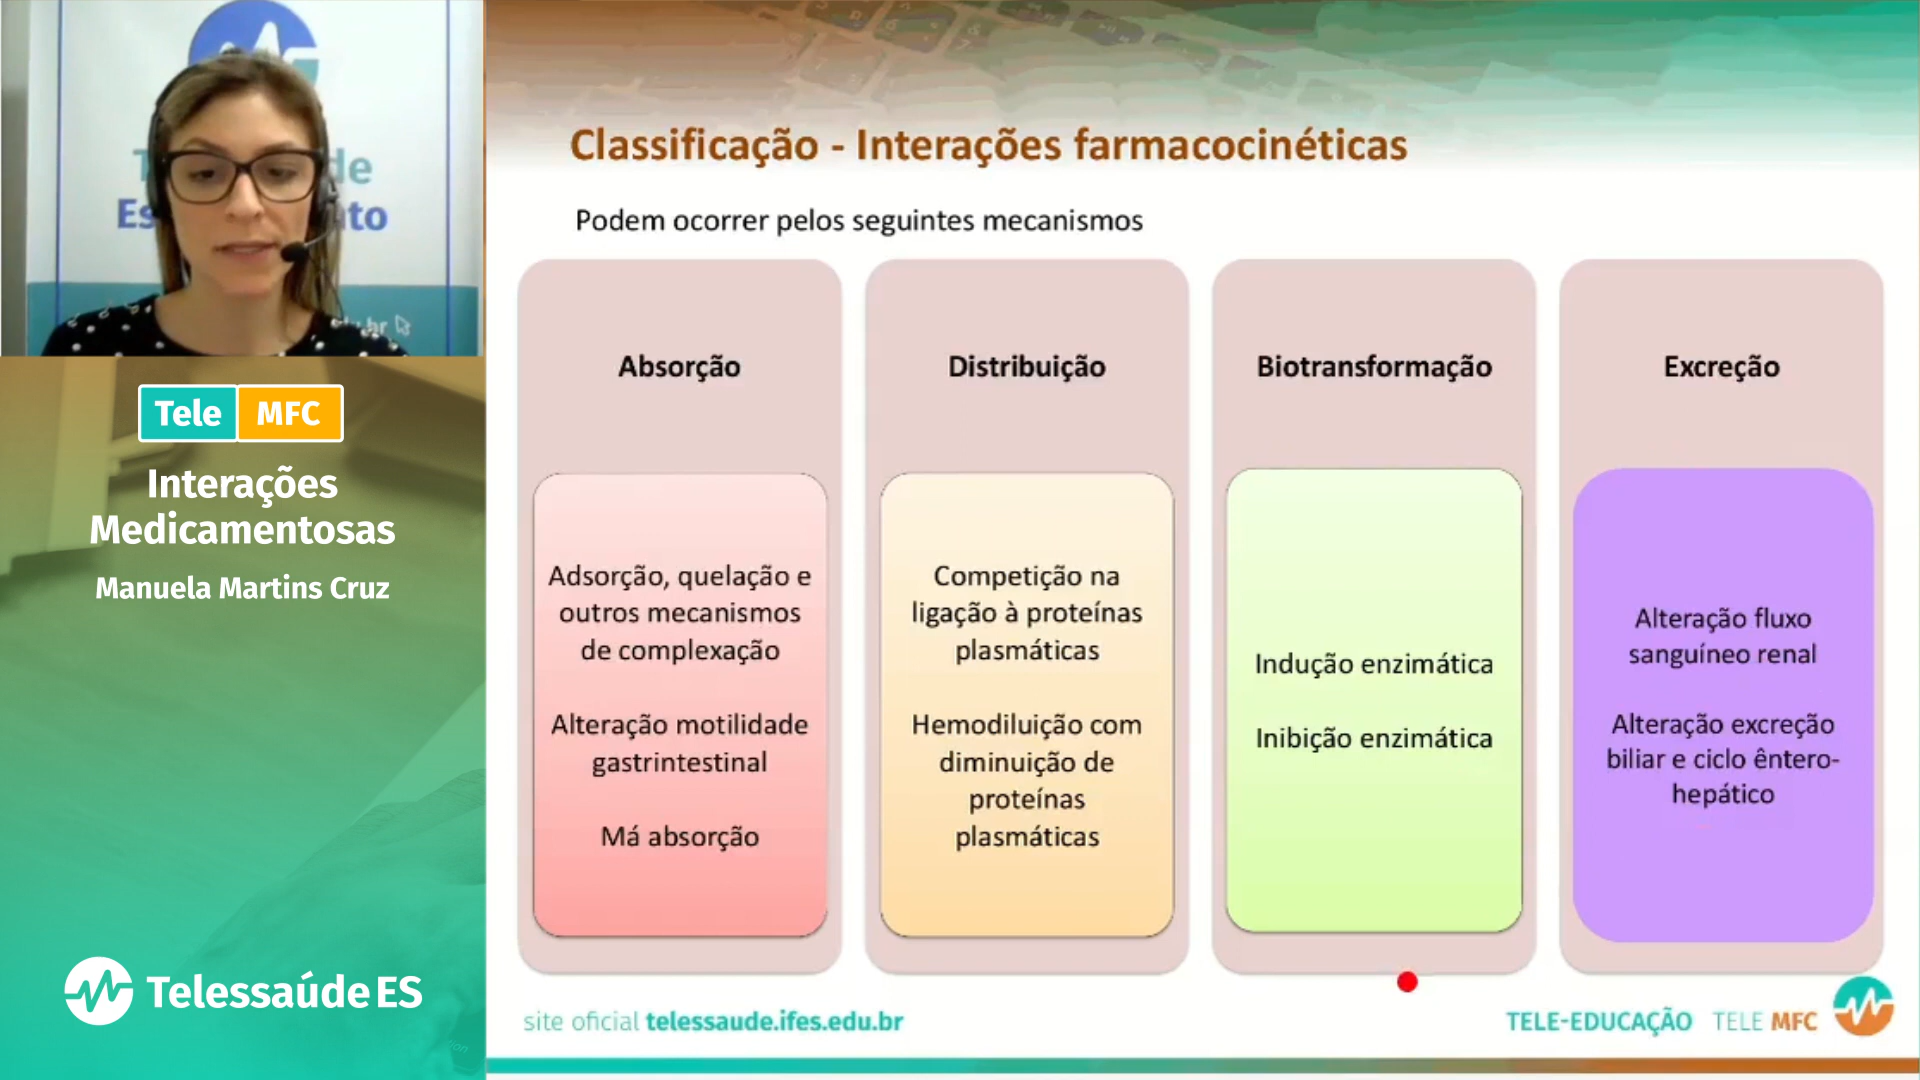 Tele MFC
Interações
Medicamentosas
Manuela Martins Cruz
Telessaúde ES
Classificação - Interações farmacocinéticas
Podem ocorrer pelos seguintes mecanismos
Absorção
Adsorção, quelação e
outros mecanismos
de complexação
Alteração motilidade
gastrintestinal
Má absorção
Distribuição
Competição na
ligação à proteínas
plasmáticas
Hemodiluição com
diminuição de
proteínas
plasmáticas
Biotransformação
Indução enzimática
Inibição enzimática
Excreção
Alteração fluxo
sanguíneo renal
Alteração excreção
biliar e ciclo êntero-
hepático
site oficial telessaude.ifes.edu.br
TELE-EDUCAÇÃO TELE MFC